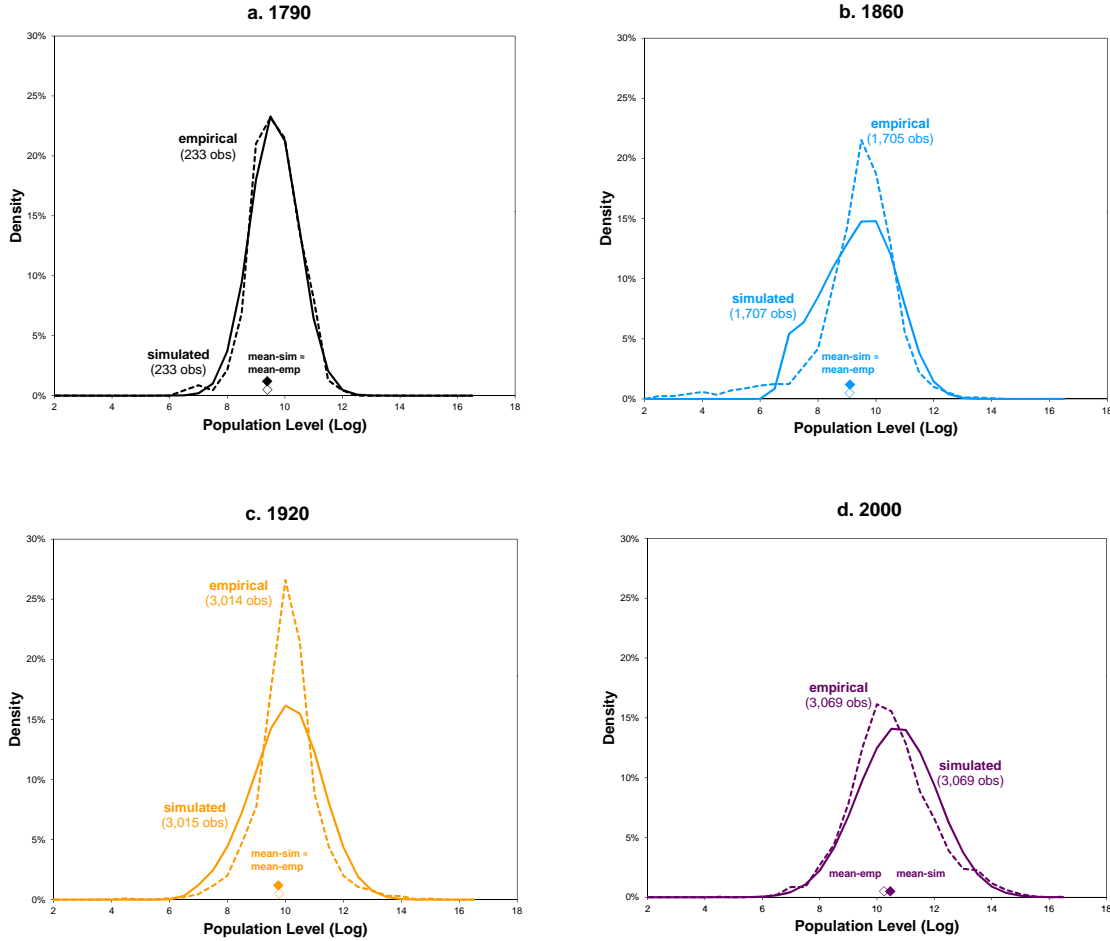 a. 1790
30%
25%
20%
15%
10%
5%
0%
Density
empirical
(233 obs)
simulated
(233 obs)
mean-sim ≈
mean-emp
2 4 6 8 10 12 14 16 18
Population Level (Log)
b. 1860
30%
25%
20%
15%
10%
5%
0%
Density
empirical
(1,705 obs)
simulated
(1,707 obs)
mean-sim ≈
mean-emp
2 4 6 8 10 12 14 16 18
Population Level (Log)
c. 1920
30%
25%
20%
15%
10%
5%
0%
Density
empirical
(3,014 obs)
simulated
(3,015 obs)
mean-sim ≈
mean-emp
2 4 6 8 10 12 14 16 18
Population Level (Log)
d. 2000
30%
25%
20%
15%
10%
5%
0%
Density
empirical
(3,069 obs)
simulated
(3,069 obs)
mean-emp mean-sim
2 4 6 8 10 12 14 16 18
Population Level (Log)